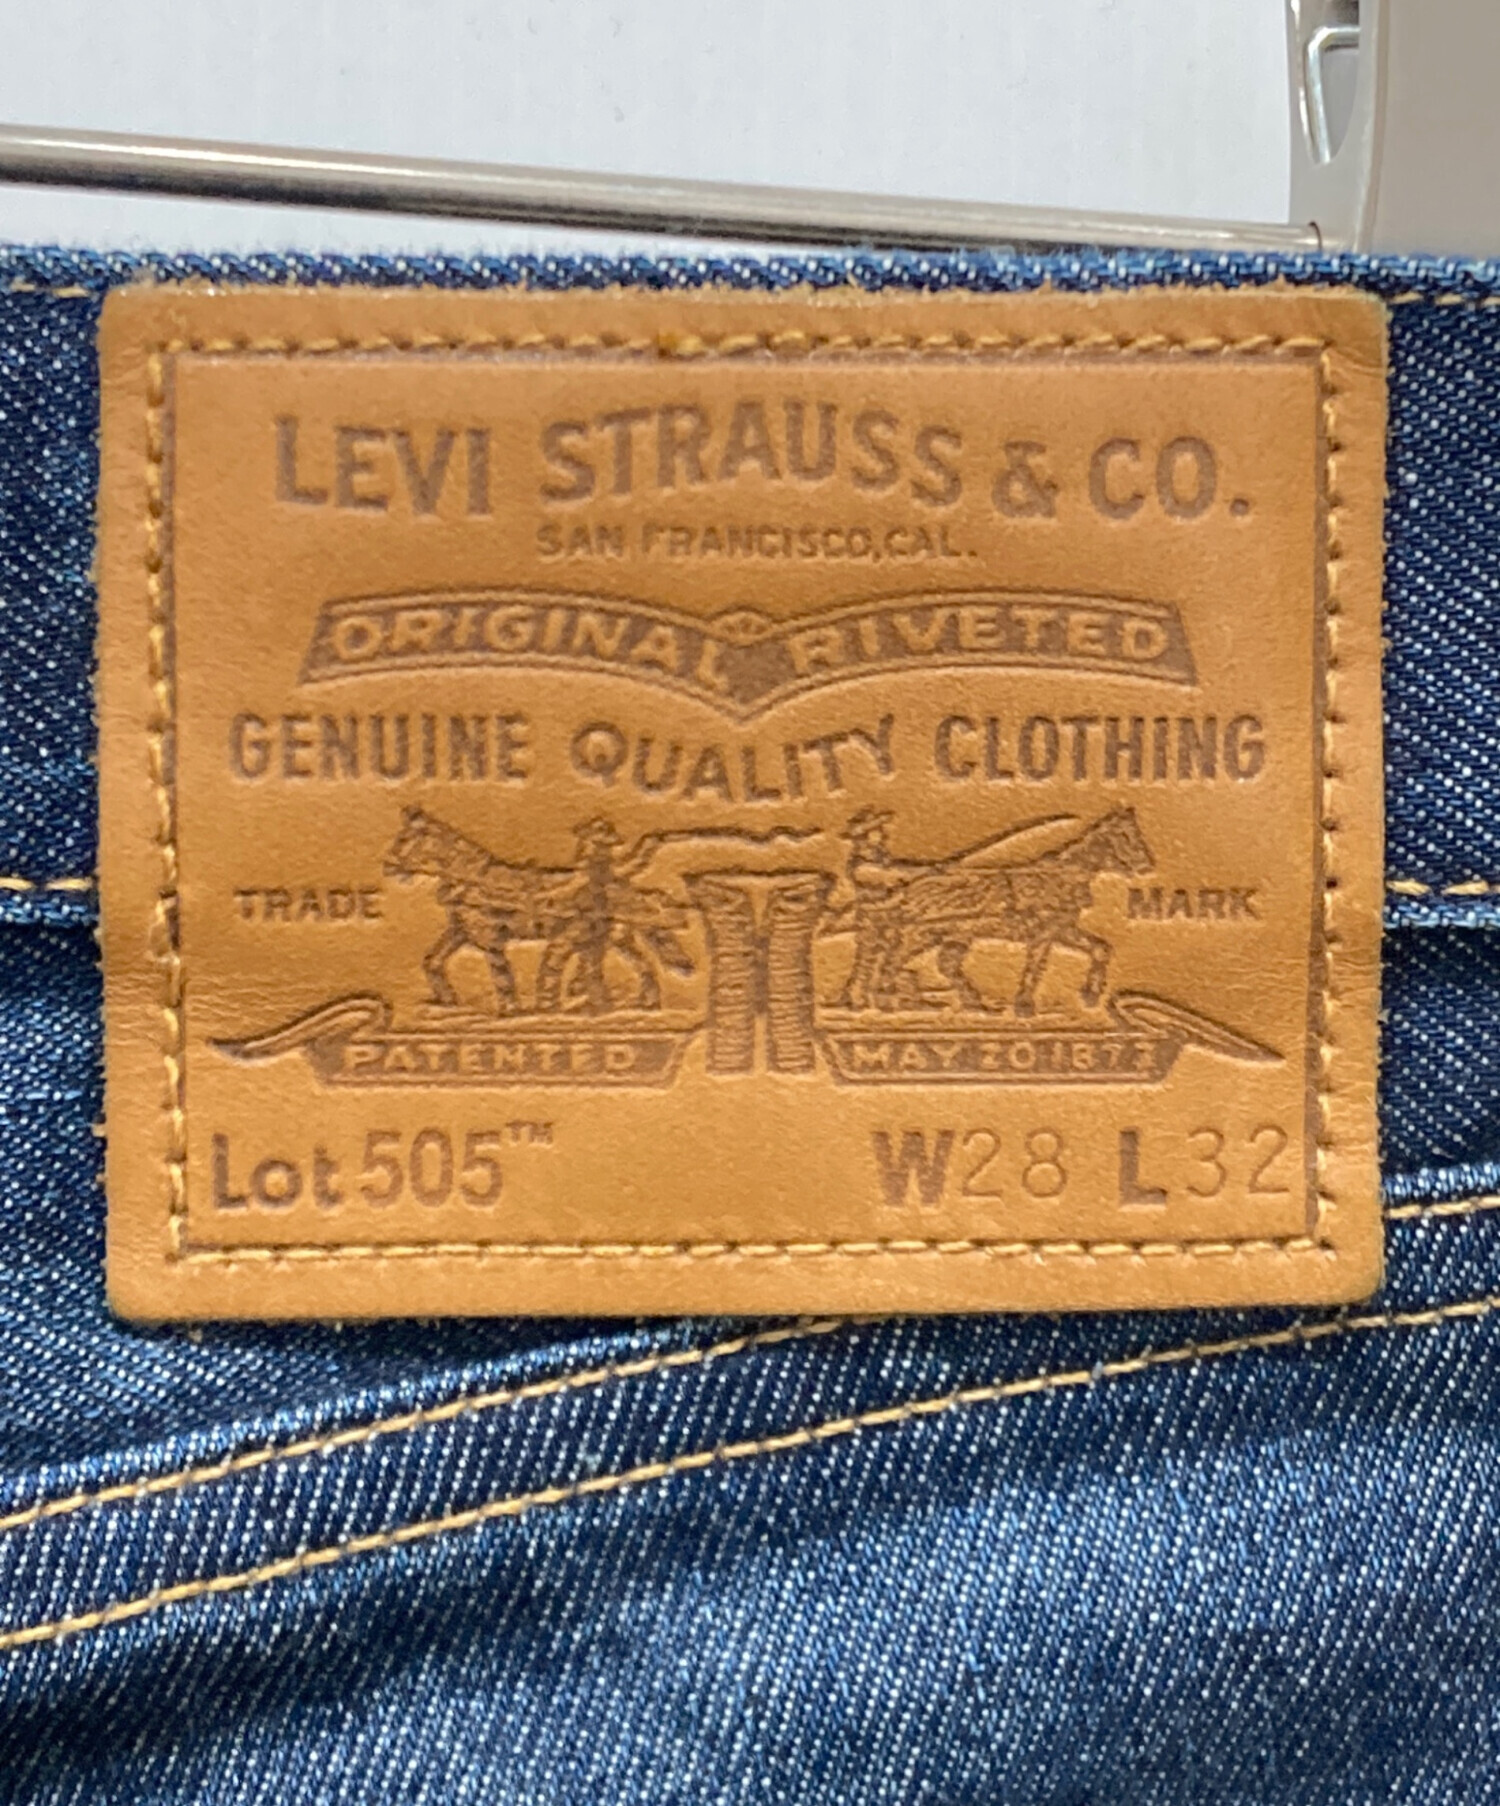 LEVI STRAUSS & CO.
SAN FRANCISCO, CAL.
ORIGINAL RIVETED
GENUINE QUALITY CLOTHING
TRADE MARK
PATENTED MAY 20 1873
Lot 505™ W28 L32